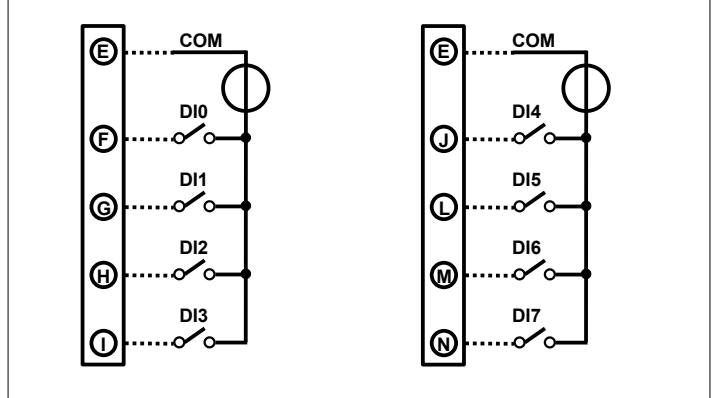 E COM
F DI0
G DI1
H DI2
I DI3
E COM
J DI4
L DI5
M DI6
N DI7